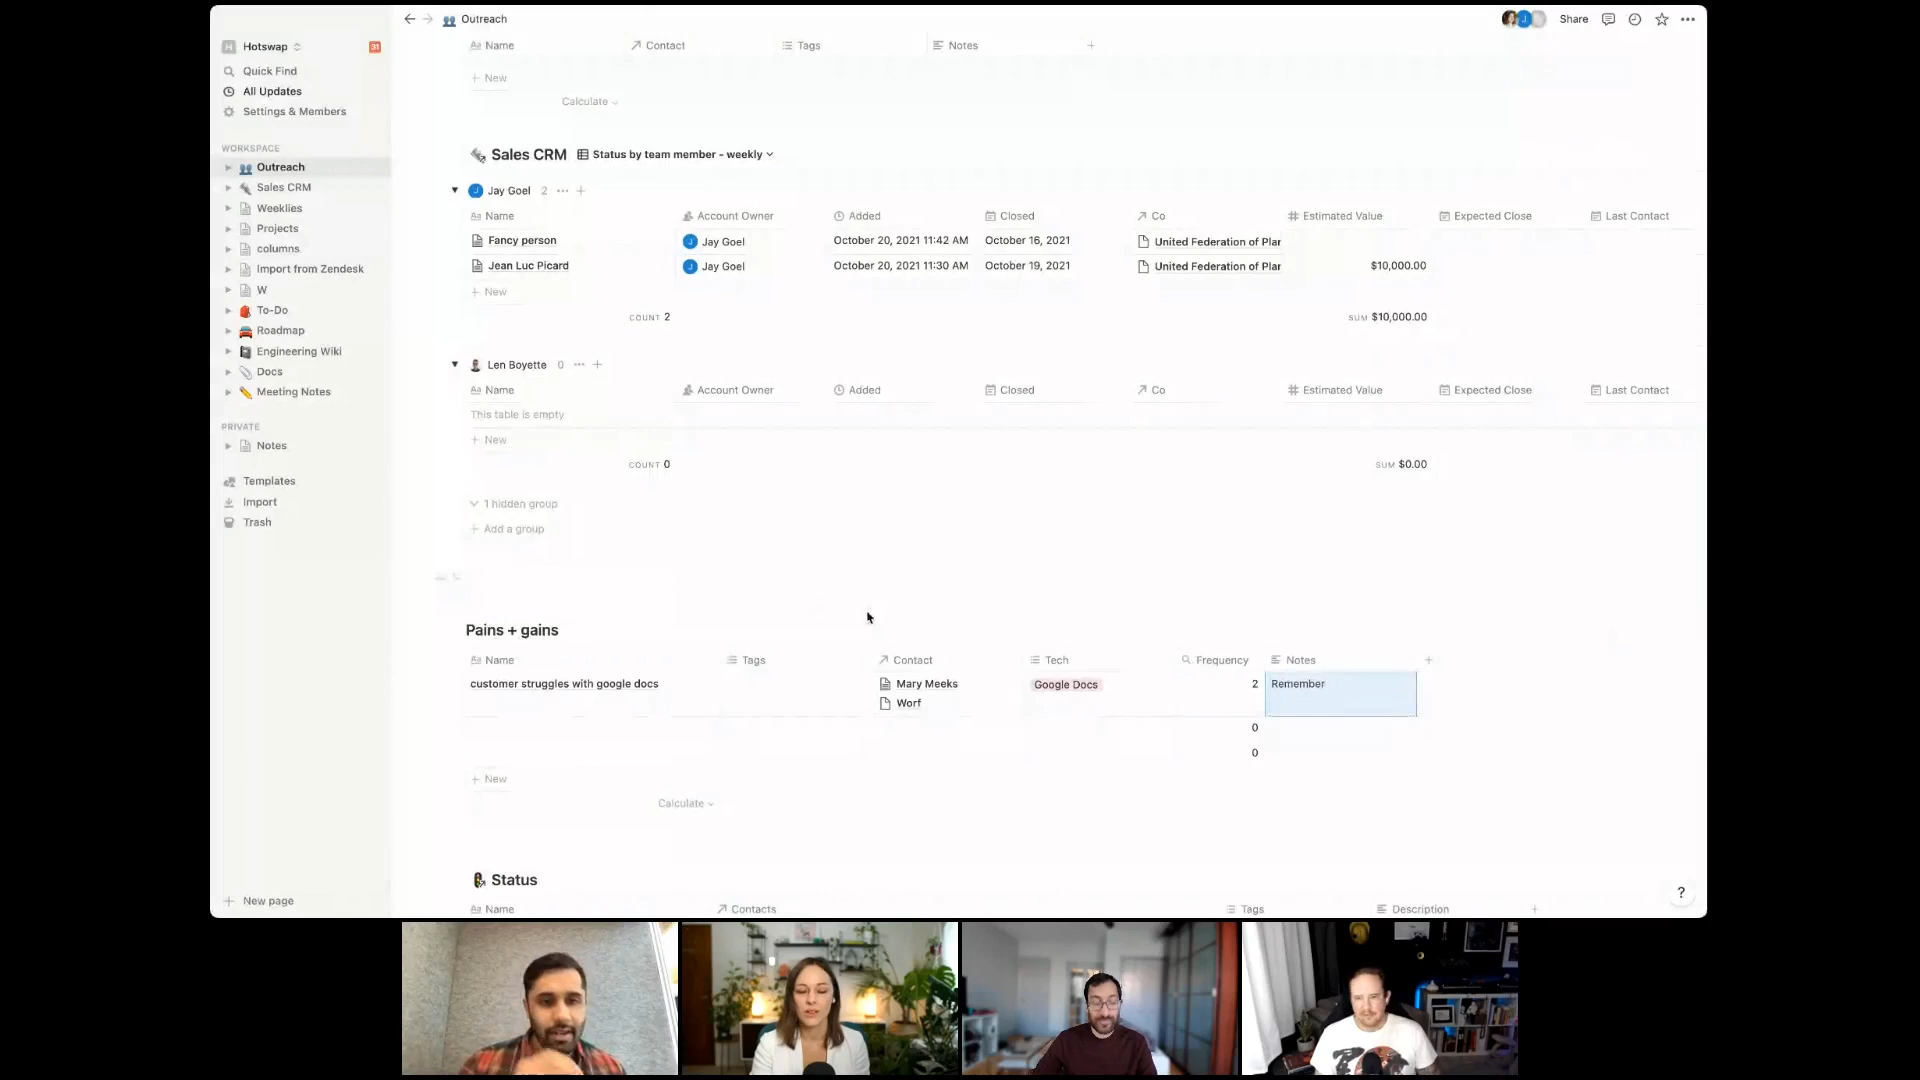 Outreach
Share
Hotswap
31
Quick Find
All Updates
Settings & Members
WORKSPACE
Outreach
Sales CRM
Weeklies
Projects
columns
Import from Zendesk
W
To-Do
Roadmap
Engineering Wiki
Docs
Meeting Notes
PRIVATE
Notes
Templates
Import
Trash
New page
Name Contact Tags Notes
New
Calculate
Sales CRM Status by team member - weekly
Jay Goel 2
Name Account Owner Added Closed Co Estimated Value Expected Close Last Contact
Fancy person Jay Goel October 20, 2021 11:42 AM October 16, 2021 United Federation of Plar
Jean Luc Picard Jay Goel October 20, 2021 11:30 AM October 19, 2021 United Federation of Plar $10,000.00
New
COUNT 2 SUM $10,000.00
Len Boyette 0
Name Account Owner Added Closed Co Estimated Value Expected Close Last Contact
This table is empty
New
COUNT 0 SUM $0.00
1 hidden group
Add a group
Pains + gains
Name Tags Contact Tech Frequency Notes
customer struggles with google docs Mary Meeks Google Docs 2 Remember
Worf
0
0
New
Calculate
Status
Name Contacts Tags Description
?